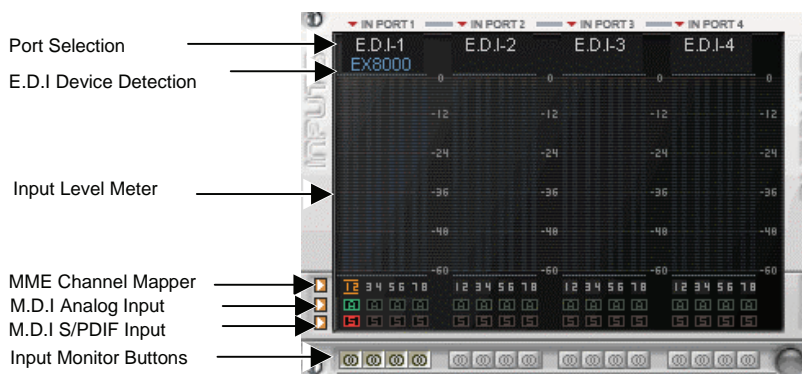 IN PORT 1 IN PORT 2 IN PORT 3 IN PORT 4
Port Selection
E.D.I-1 E.D.I-2 E.D.I-3 E.D.I-4
EX8000
E.D.I Device Detection
INPUT
0 0 0 0
-12 -12 -12 -12
-24 -24 -24 -24
Input Level Meter
-36 -36 -36 -36
-48 -48 -48 -48
-60 -60 -60 -60
MME Channel Mapper
1 2 3 4 5 6 7 8 1 2 3 4 5 6 7 8 1 2 3 4 5 6 7 8 1 2 3 4 5 6 7 8
M.D.I Analog Input
A A A A A A A A A A A A A A A A
M.D.I S/PDIF Input
S S S S S S S S S S S S S S S S
Input Monitor Buttons